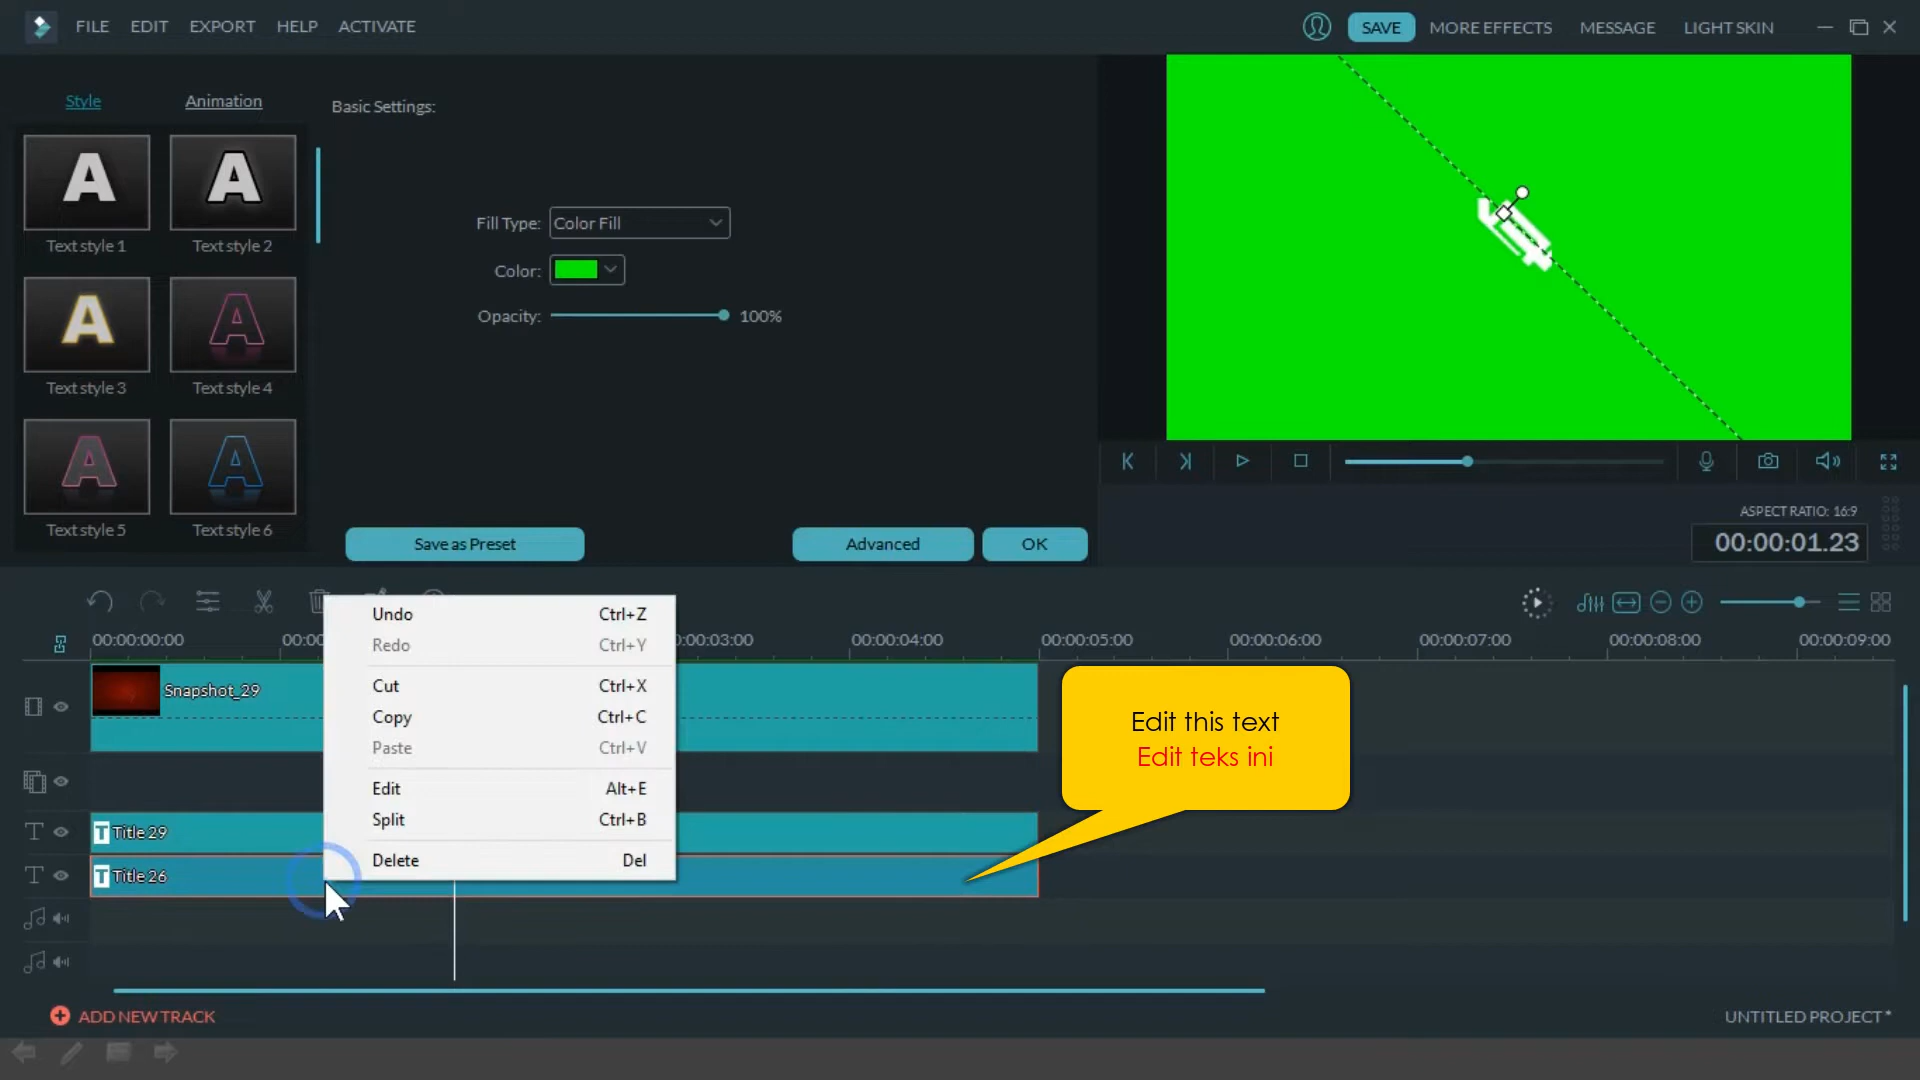 FILE EDIT EXPORT HELP ACTIVATE
SAVE MORE EFFECTS MESSAGE LIGHT SKIN
Style Animation
Basic Settings:
Text style 1 Text style 2
Text style 3 Text style 4
Text style 5 Text style 6
Fill Type: Color Fill
Color:
Opacity: 100%
Save as Preset Advanced OK
ASPECT RATIO: 16:9
00:00:01.23
00:00:00:00 00:00:04:00 00:00:05:00 00:00:06:00 00:00:07:00 00:00:08:00 00:00:09:00
Undo Ctrl+Z
Redo Ctrl+Y
Cut Ctrl+X
Copy Ctrl+C
Paste Ctrl+V
Edit Alt+E
Split Ctrl+B
Delete Del
Snapshot_29
Edit this text
Edit teks ini
T Title 29
T Title 26
ADD NEW TRACK
UNTITLED PROJECT *